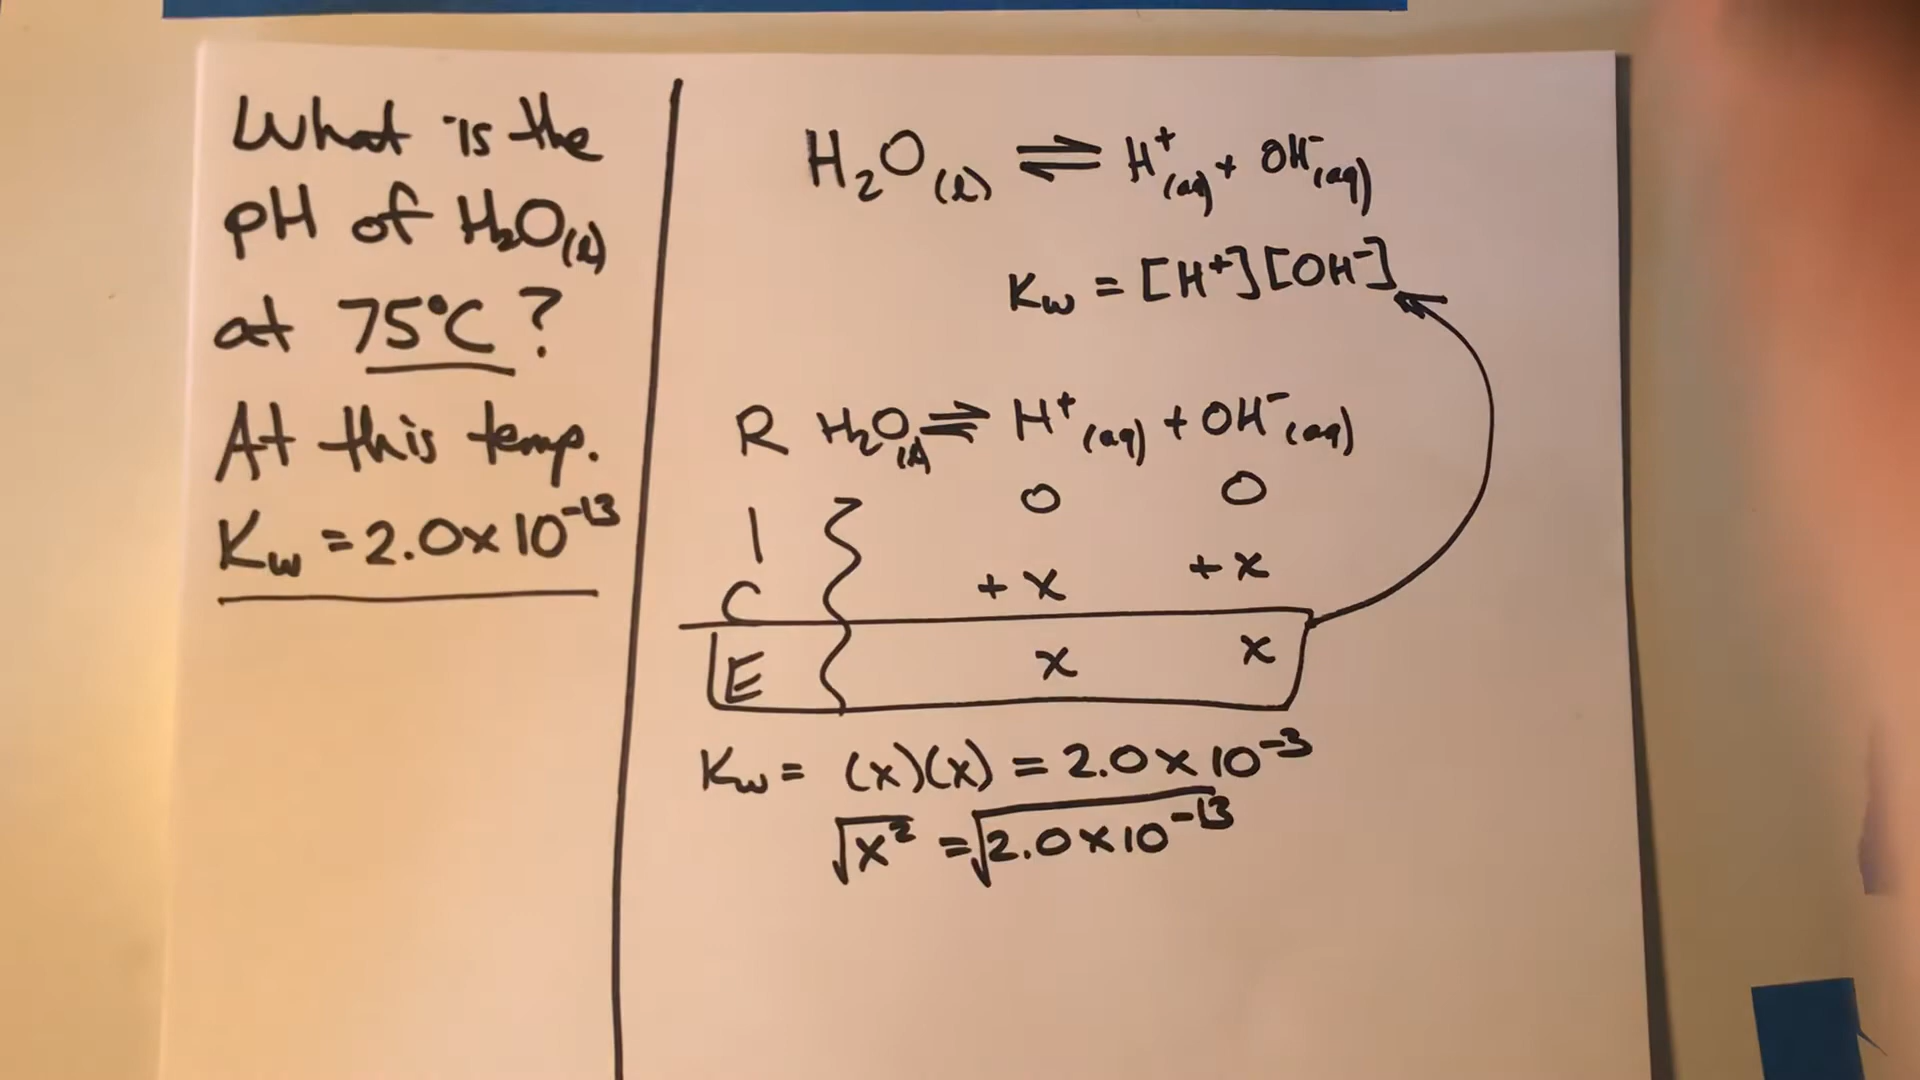 What is the
pH of H₂O(l)
at 75°C?
At this temp.
Kw = 2.0 x 10⁻¹³
H₂O(l) ⇌ H⁺(aq) + OH⁻(aq)
Kw = [H⁺][OH⁻]
R H₂O(l) ⇌ H⁺(aq) + OH⁻(aq)
I 0 0
C + x + x
E x x
Kw = (x)(x) = 2.0 x 10⁻³
√x² = √2.0 x 10⁻¹³